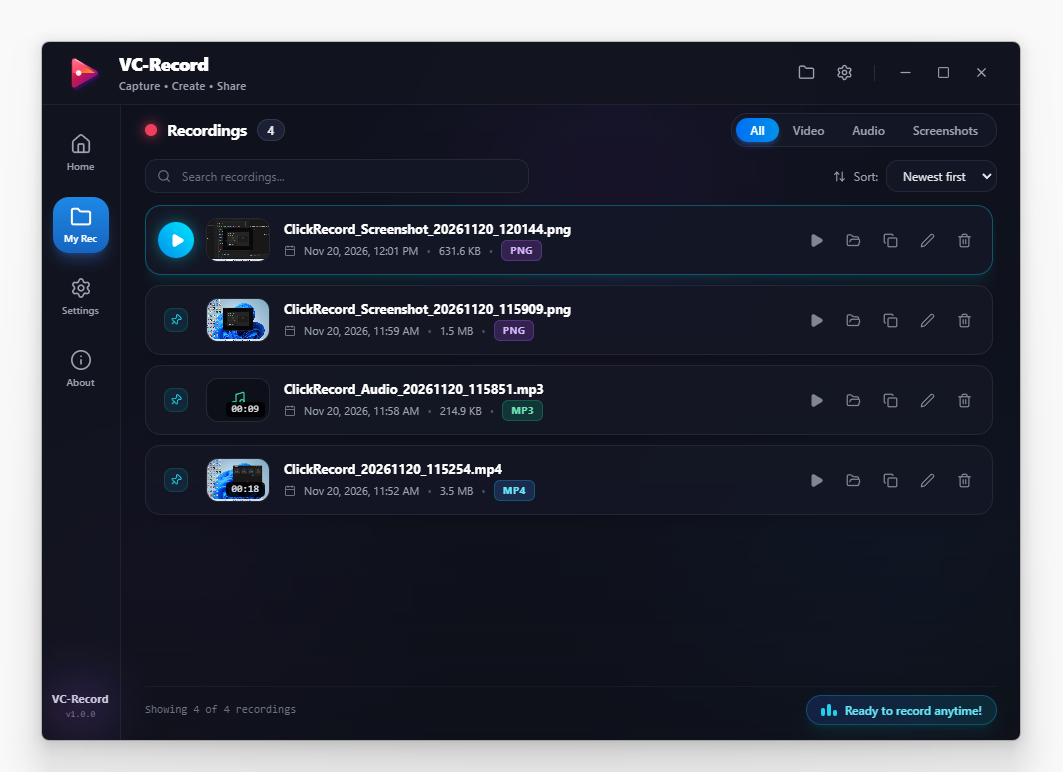 VC-Record
Capture • Create • Share
Home
My Rec
Settings
About
VC-Record
v1.0.0
Recordings 4
All Video Audio Screenshots
Search recordings...
Sort: Newest first
ClickRecord_Screenshot_20261120_120144.png
Nov 20, 2026, 12:01 PM • 631.6 KB • PNG
ClickRecord_Screenshot_20261120_115909.png
Nov 20, 2026, 11:59 AM • 1.5 MB • PNG
00:09
ClickRecord_Audio_20261120_115851.mp3
Nov 20, 2026, 11:58 AM • 214.9 KB • MP3
00:18
ClickRecord_20261120_115254.mp4
Nov 20, 2026, 11:52 AM • 3.5 MB • MP4
Showing 4 of 4 recordings
Ready to record anytime!